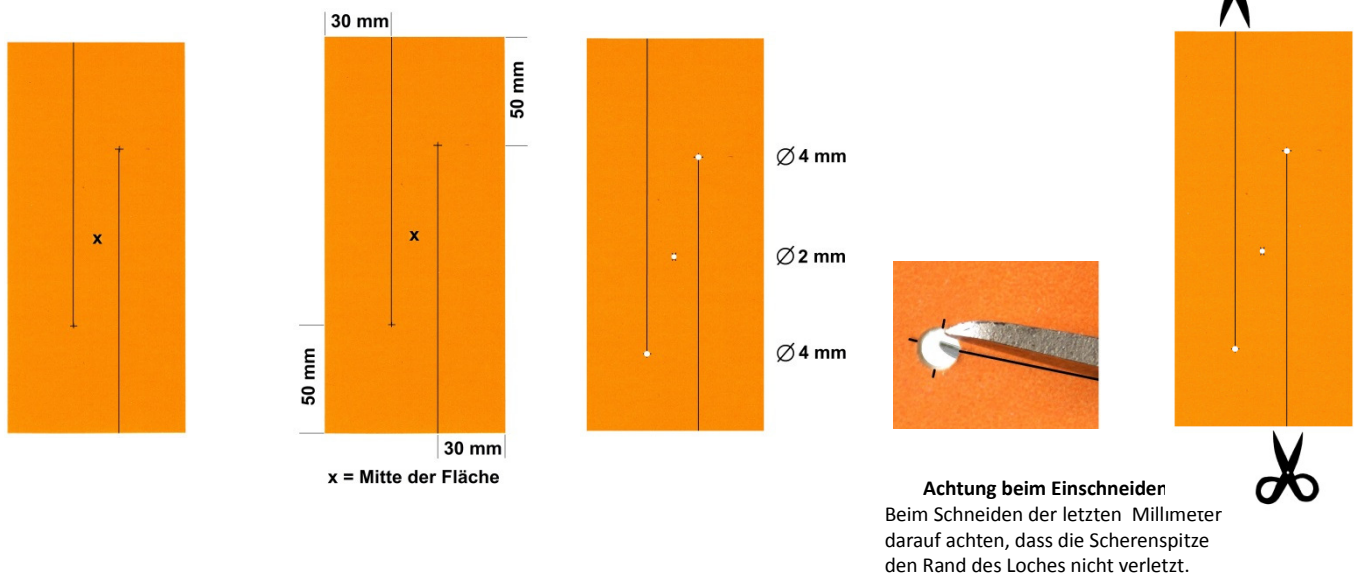 30 mm
50 mm
x
x
50 mm
30 mm
x = Mitte der Fläche
∅ 4 mm
∅ 2 mm
∅ 4 mm
Achtung beim Einschneiden
Beim Schneiden der letzten Millimeter
darauf achten, dass die Scherenspitze
den Rand des Loches nicht verletzt.